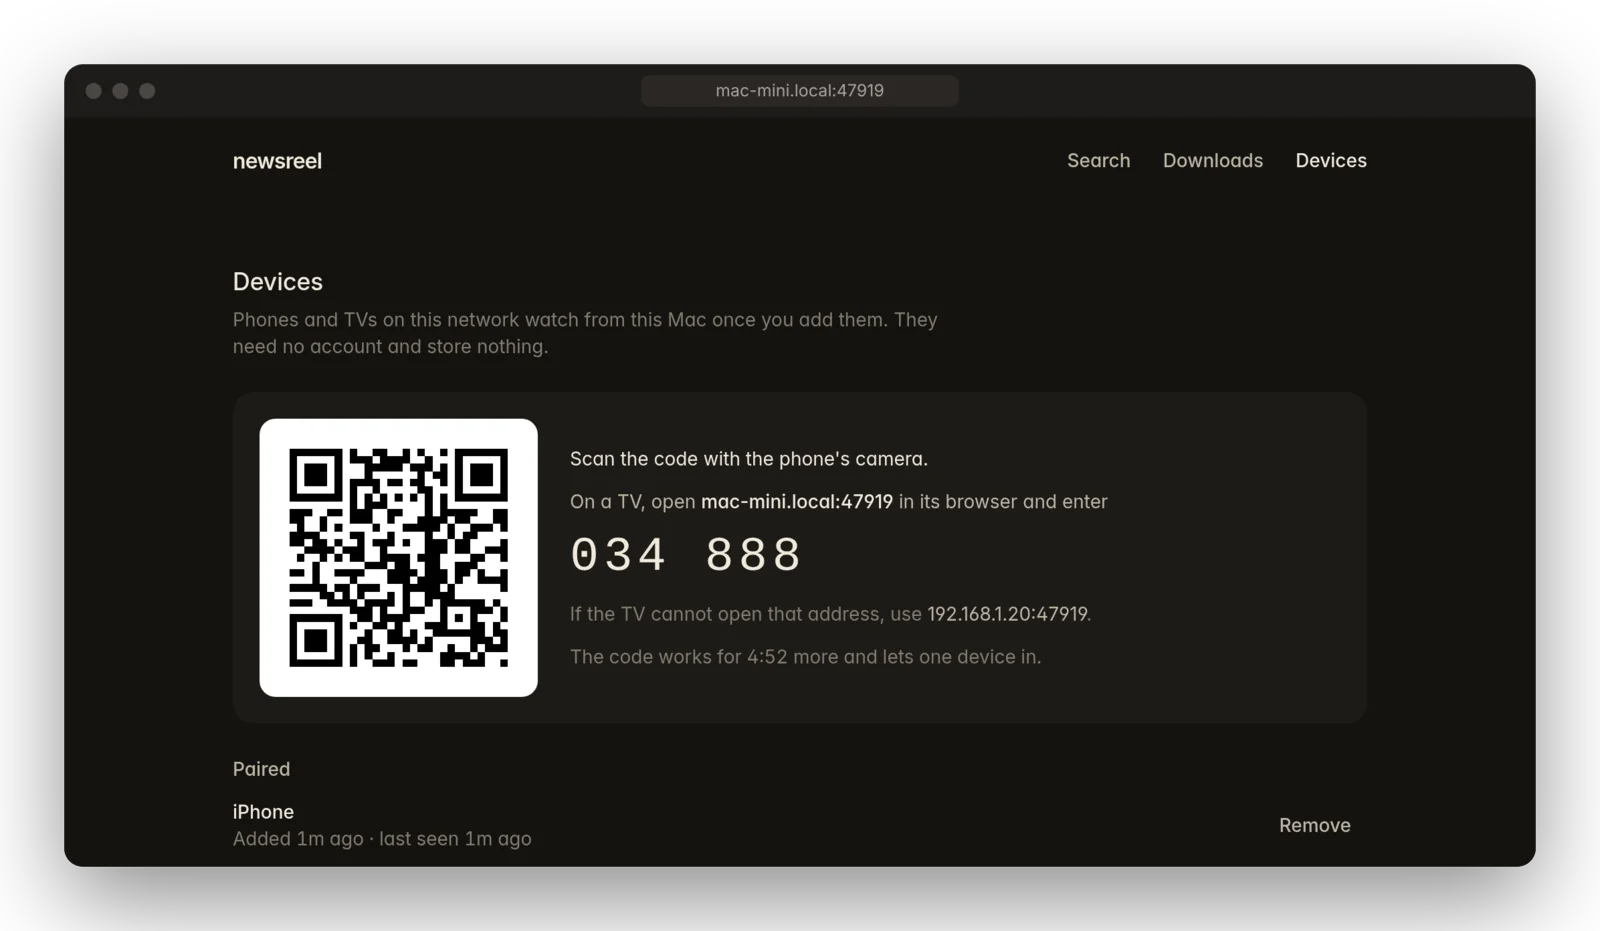 mac-mini.local:47919
newsreel
Search Downloads Devices
Devices
Phones and TVs on this network watch from this Mac once you add them. They
need no account and store nothing.
Scan the code with the phone's camera.
On a TV, open mac-mini.local:47919 in its browser and enter
034 888
If the TV cannot open that address, use 192.168.1.20:47919.
The code works for 4:52 more and lets one device in.
Paired
iPhone
Added 1m ago · last seen 1m ago
Remove